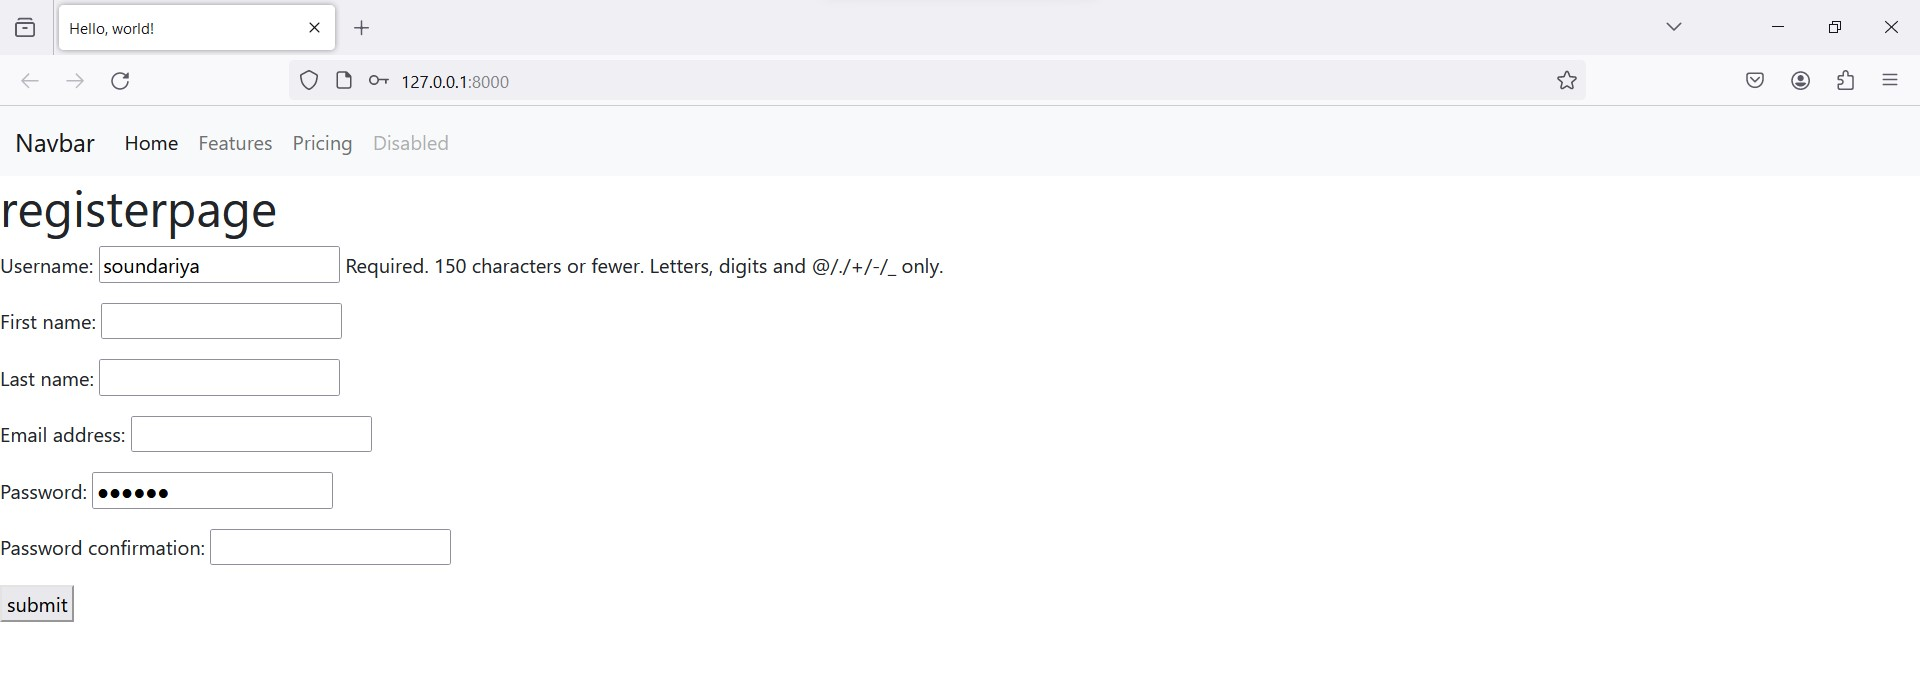 Hello, world!
127.0.0.1:8000
Navbar Home Features Pricing Disabled
registerpage
Username: soundariya Required. 150 characters or fewer. Letters, digits and @/./+/-/_ only.
First name:
Last name:
Email address:
Password: ●●●●●●
Password confirmation:
submit